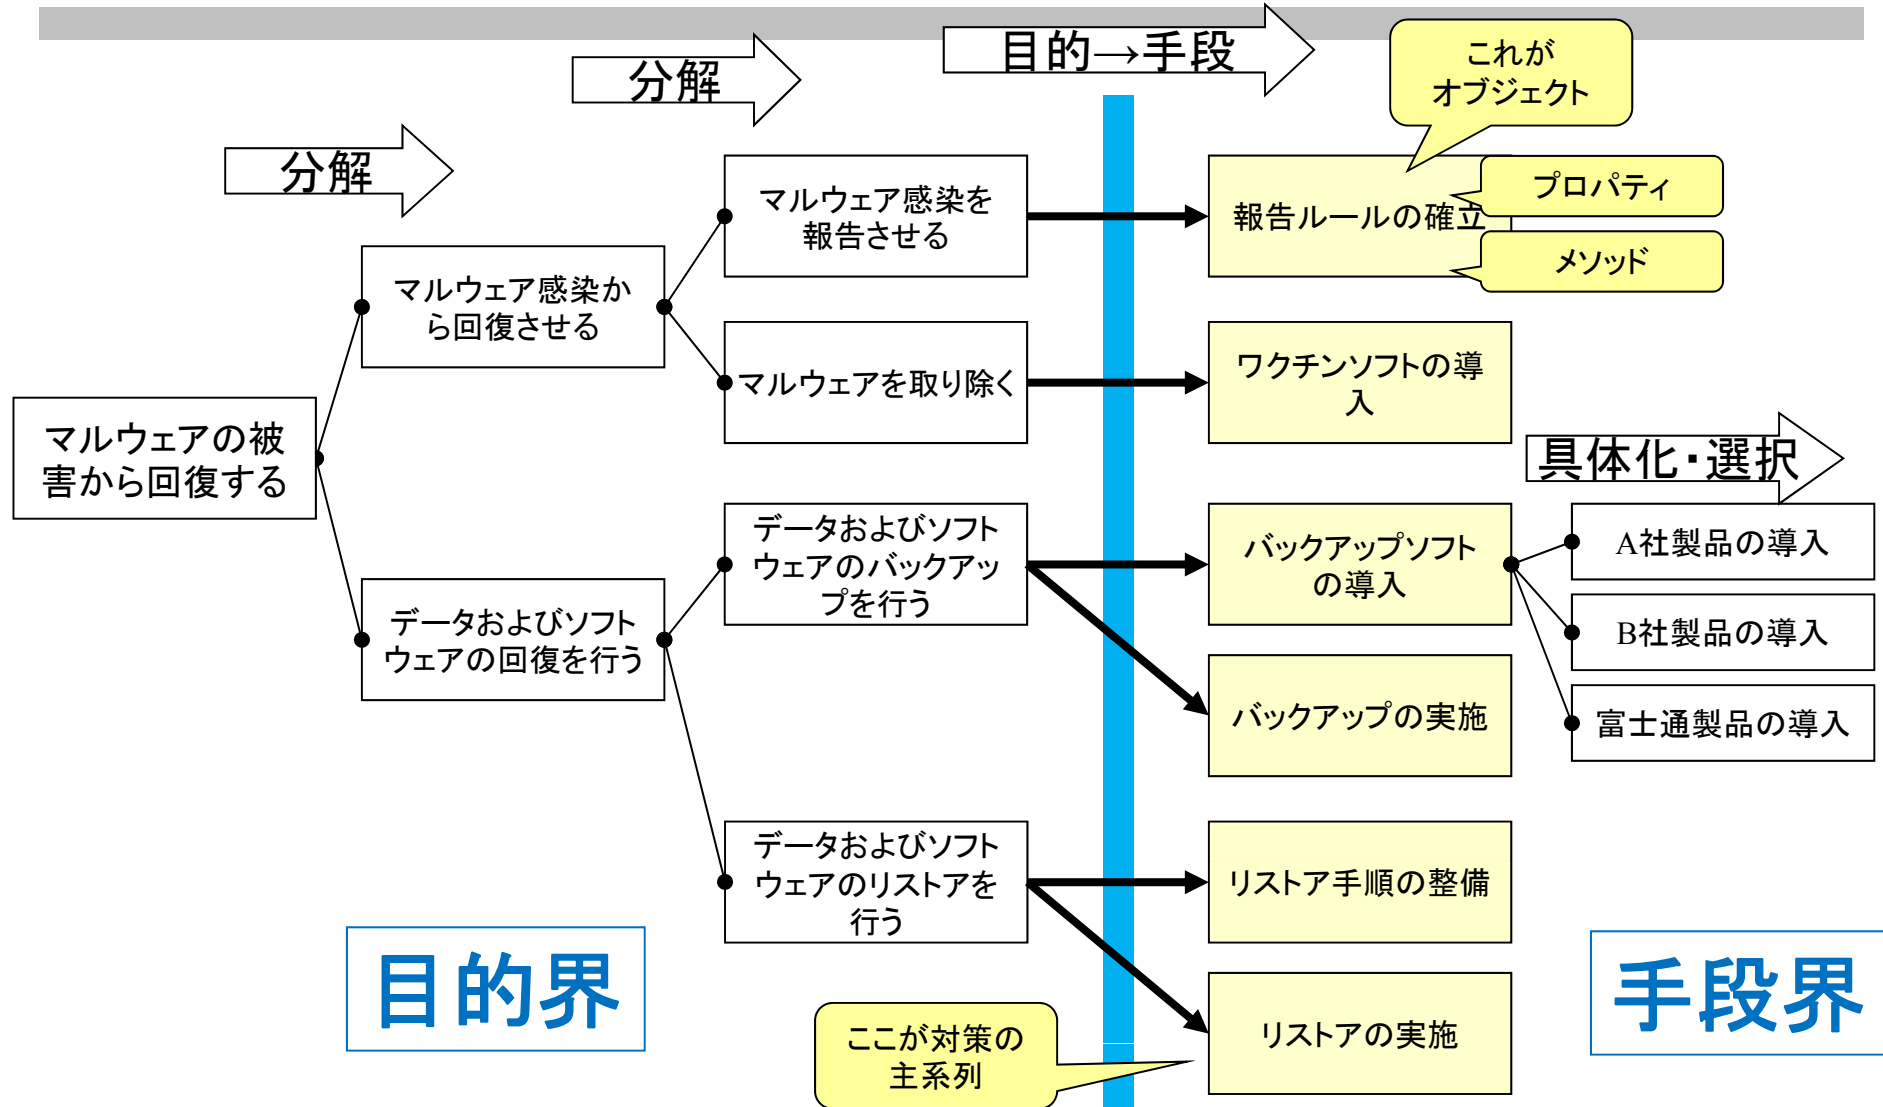 目的→手段
これが
オブジェクト
分解
分解
マルウェア感染を
報告させる
報告ルールの確立
プロパティ
メソッド
マルウェア感染か
ら回復させる
マルウェアを取り除く
ワクチンソフトの導
入
マルウェアの被
害から回復する
具体化・選択
データおよびソフト
ウェアのバックアッ
プを行う
バックアップソフト
の導入
A社製品の導入
B社製品の導入
富士通製品の導入
データおよびソフト
ウェアの回復を行う
バックアップの実施
データおよびソフト
ウェアのリストアを
行う
リストア手順の整備
目的界
手段界
ここが対策の
主系列
リストアの実施